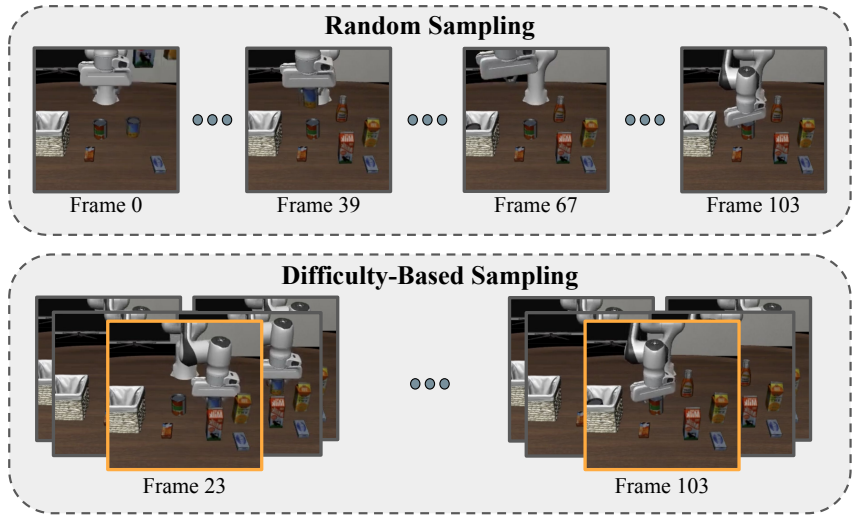 Random Sampling
Frame 0
Frame 39
Frame 67
Frame 103
Difficulty-Based Sampling
Frame 23
Frame 103